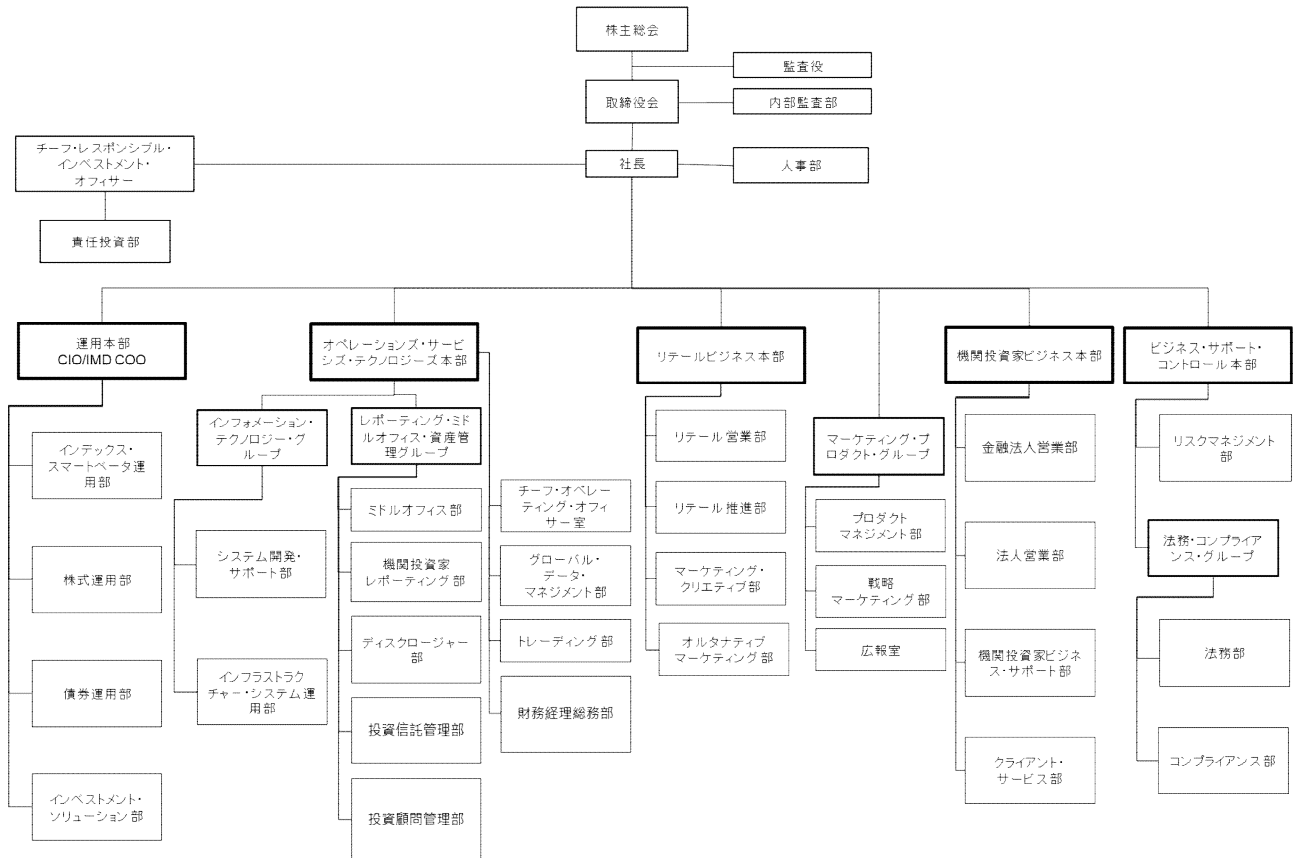 株主総会
監査役
取締役会
内部監査部
チーフ・レスポンシブル・
インベストメント・
オフィサー
社長
人事部
責任投資部
運用本部
CIO/IMD COO
オペレーションズ・サービ
シズ・テクノロジーズ本部
リテールビジネス本部
機関投資家ビジネス本部
ビジネス・サポート・
コントロール本部
インデックス・
スマートベータ運
用部
株式運用部
債券運用部
インベストメント・
ソリューション部
インフォメーション・
テクノロジー・グ
ループ
システム開発・
サポート部
インフラストラク
チャー・システム運
用部
レポーティング・ミド
ルオフィス・資産管
理グループ
ミドルオフィス部
機関投資家
レポーティング部
ディスクロージャー
部
投資信託管理部
投資顧問管理部
チーフ・オペレー
ティング・オフィ
サー室
グローバル・
データ・
マネジメント部
トレーディング部
財務経理総務部
リテール営業部
リテール推進部
マーケティング・
クリエティブ部
オルタナティブ
マーケティング部
マーケティング・プ
ロダクト・グループ
プロダクト
マネジメント部
戦略
マーケティング部
広報室
金融法人営業部
法人営業部
機関投資家ビジネ
ス・サポート部
クライアント・
サービス部
リスクマネジメント
部
法務・コンプライア
ンス・グループ
法務部
コンプライアンス部